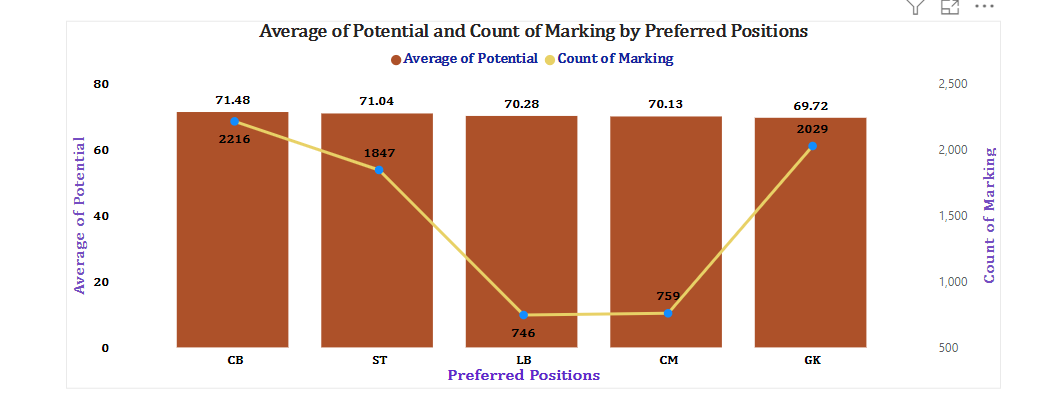 Average of Potential and Count of Marking by Preferred Positions
Average of Potential Count of Marking
80 2,500
71.48 71.04 70.28 70.13 69.72
2216 1847 746 759 2029
60 2,000
40 1,500
20 1,000
0 500
Average of Potential
Count of Marking
CB ST LB CM GK
Preferred Positions